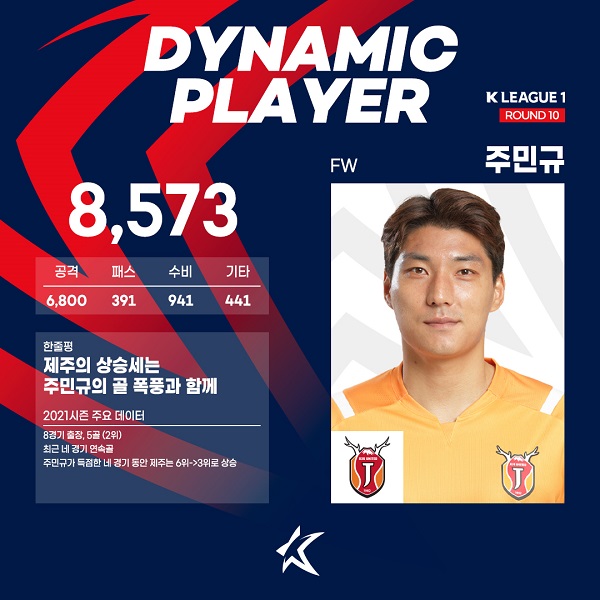 DYNAMIC
PLAYER
K LEAGUE 1
ROUND 10
FW
주민규
8,573
공격 패스 수비 기타
6,800 391 941 441
한줄평
제주의 상승세는
주민규의 골 폭풍과 함께
2021시즌 주요 데이터
8경기 출장, 5골 (2위)
최근 네 경기 연속골
주민규가 득점한 네 경기 동안 제주는 6위->3위로 상승
JEJU UNITED
J
J